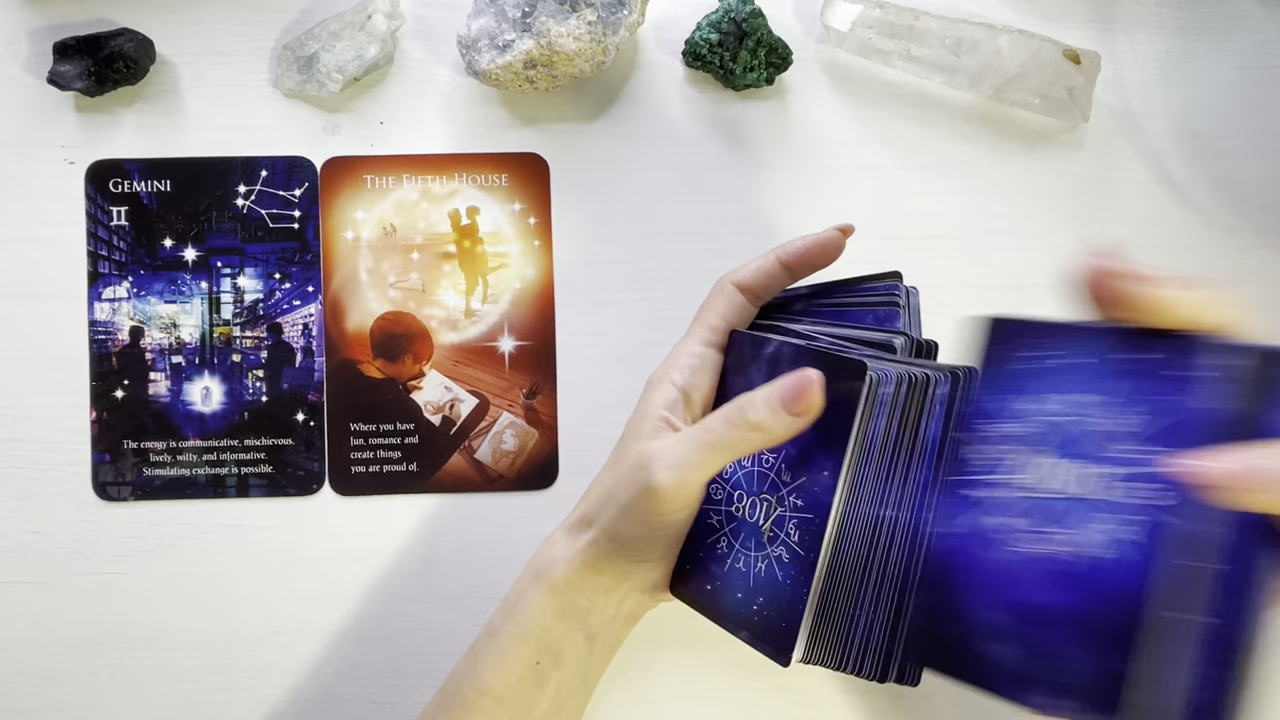 GEMINI
♊
THE FIFTH HOUSE
The energy is communicative, mischievous,
lively, witty, and informative.
Stimulating exchange is possible.
Where you have
fun, romance and
create things
you are proud of.